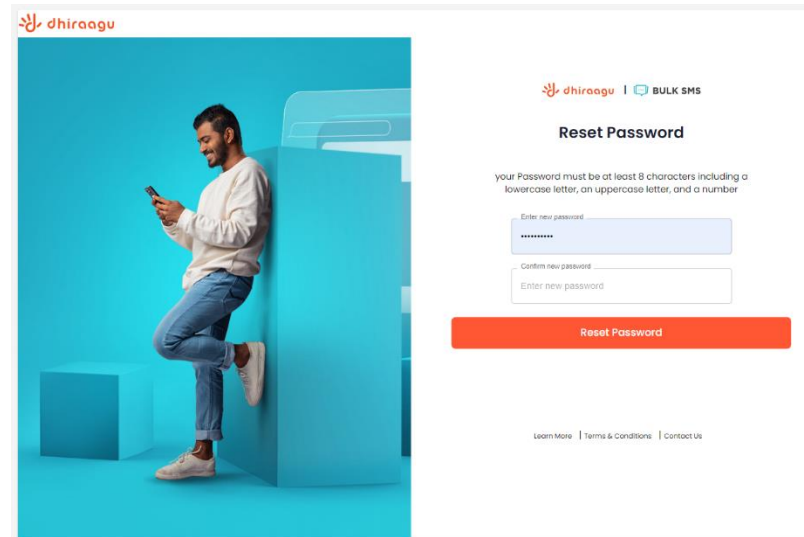 dhiraagu
dhiraagu | BULK SMS
Reset Password
your Password must be at least 8 characters including a
lowercase letter, an uppercase letter, and a number
Enter new password
••••••••••
Confirm new password
Enter new password
Reset Password
Learn More | Terms & Conditions | Contact Us